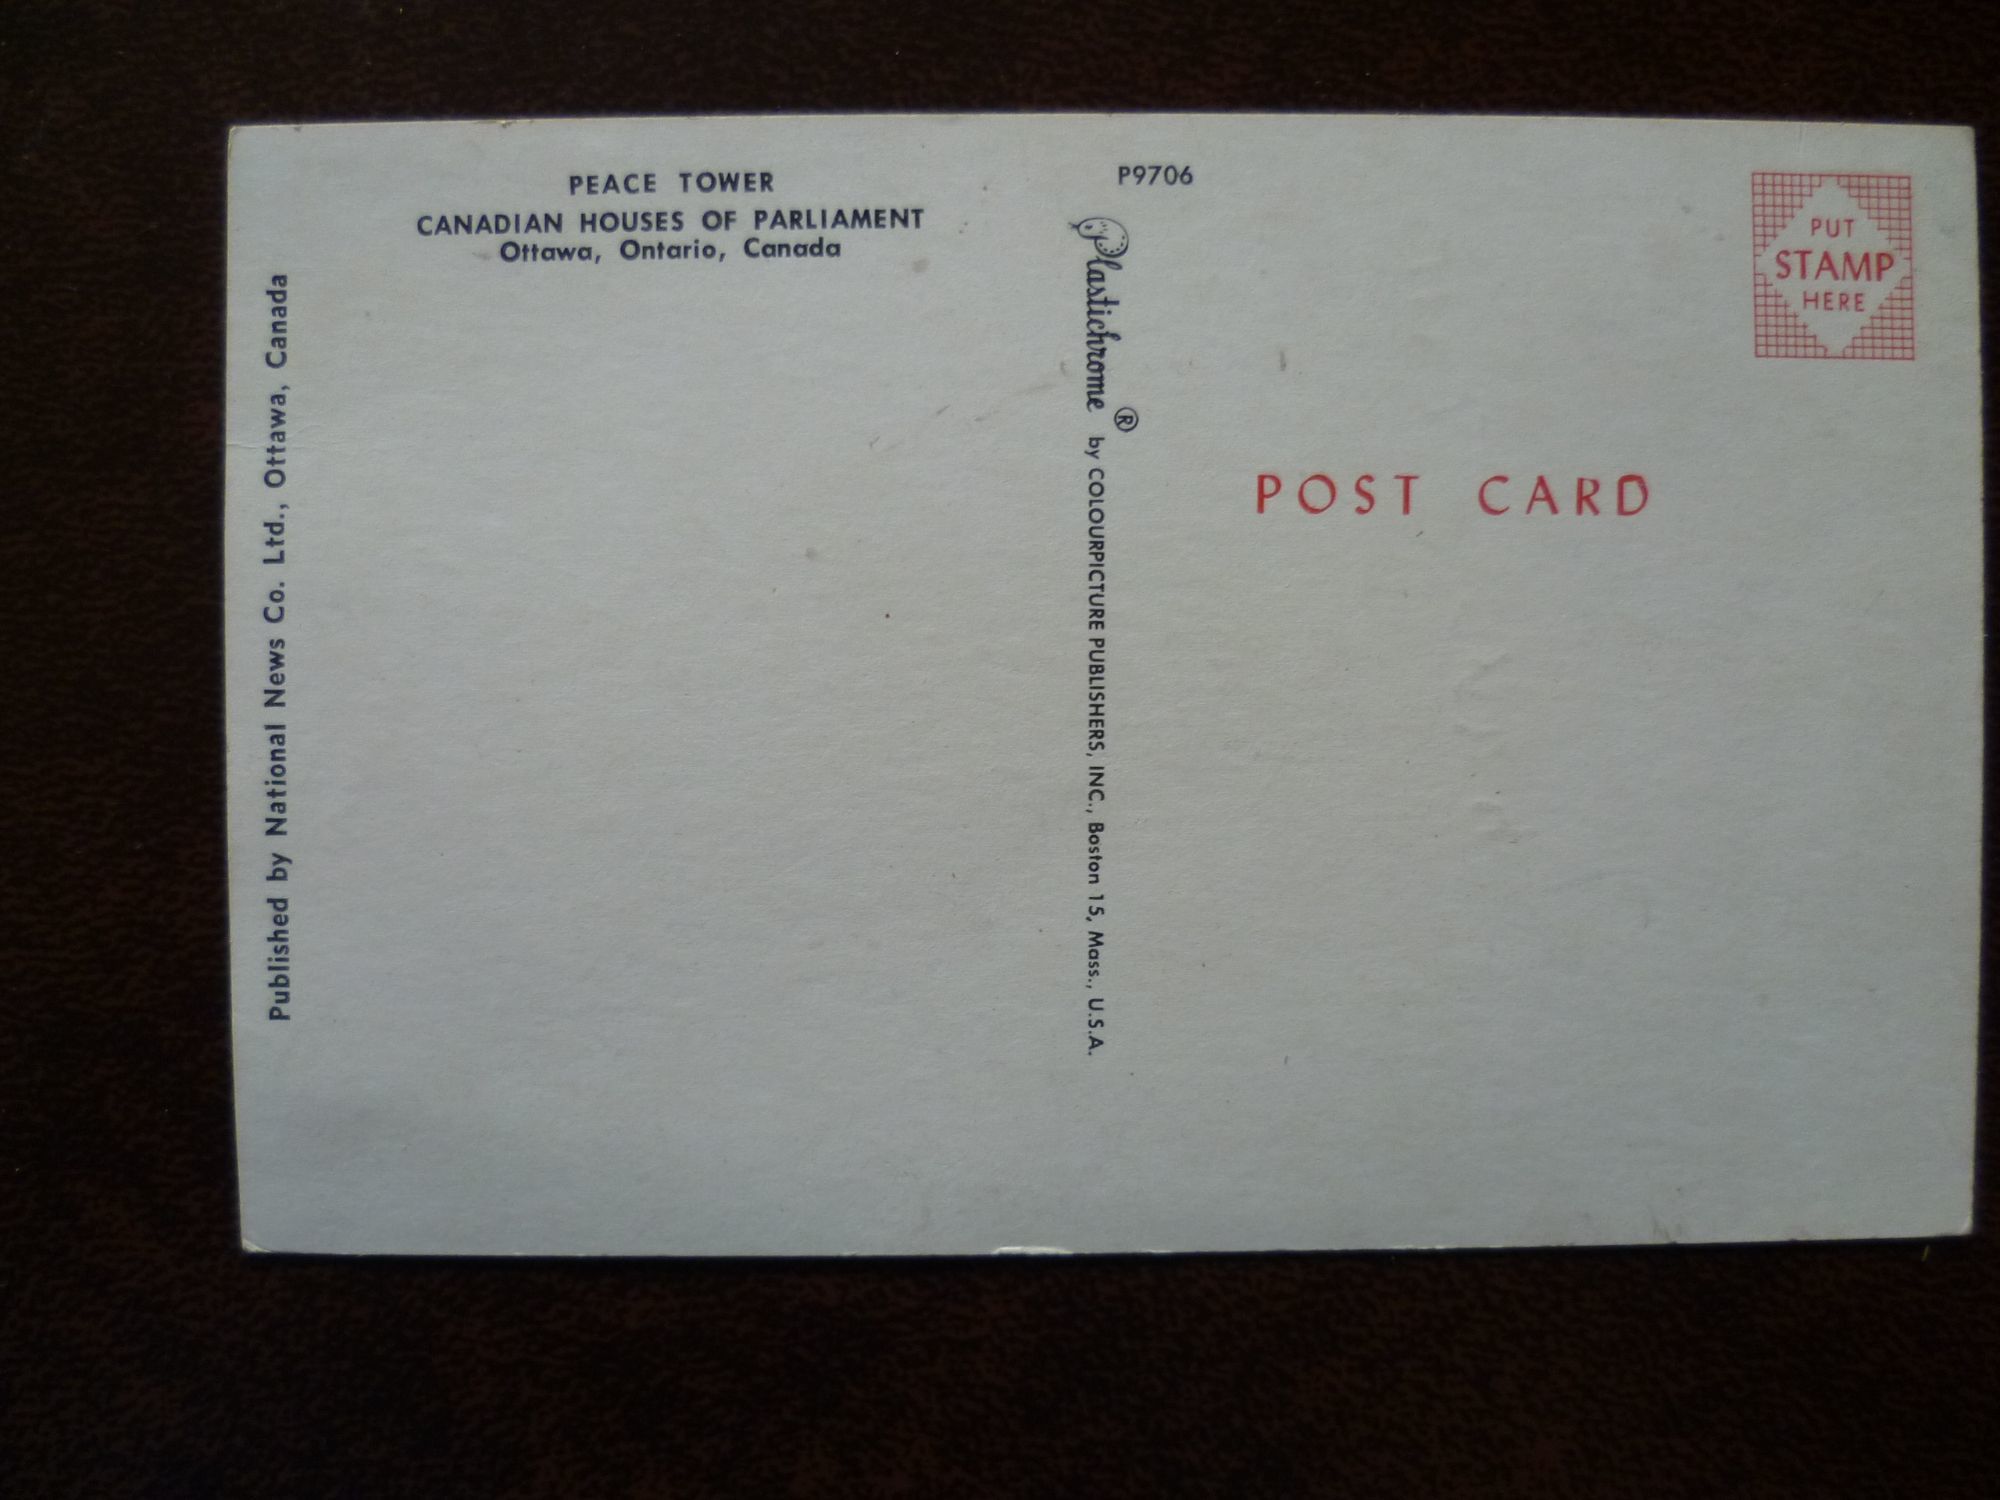 PEACE TOWER
CANADIAN HOUSES OF PARLIAMENT
Ottawa, Ontario, Canada
Published by National News Co. Ltd., Ottawa, Canada
P9706
Plastichrome ® by COLOURPICTURE PUBLISHERS, INC., Boston 15, Mass., U.S.A.
PUT
STAMP
HERE
POST CARD